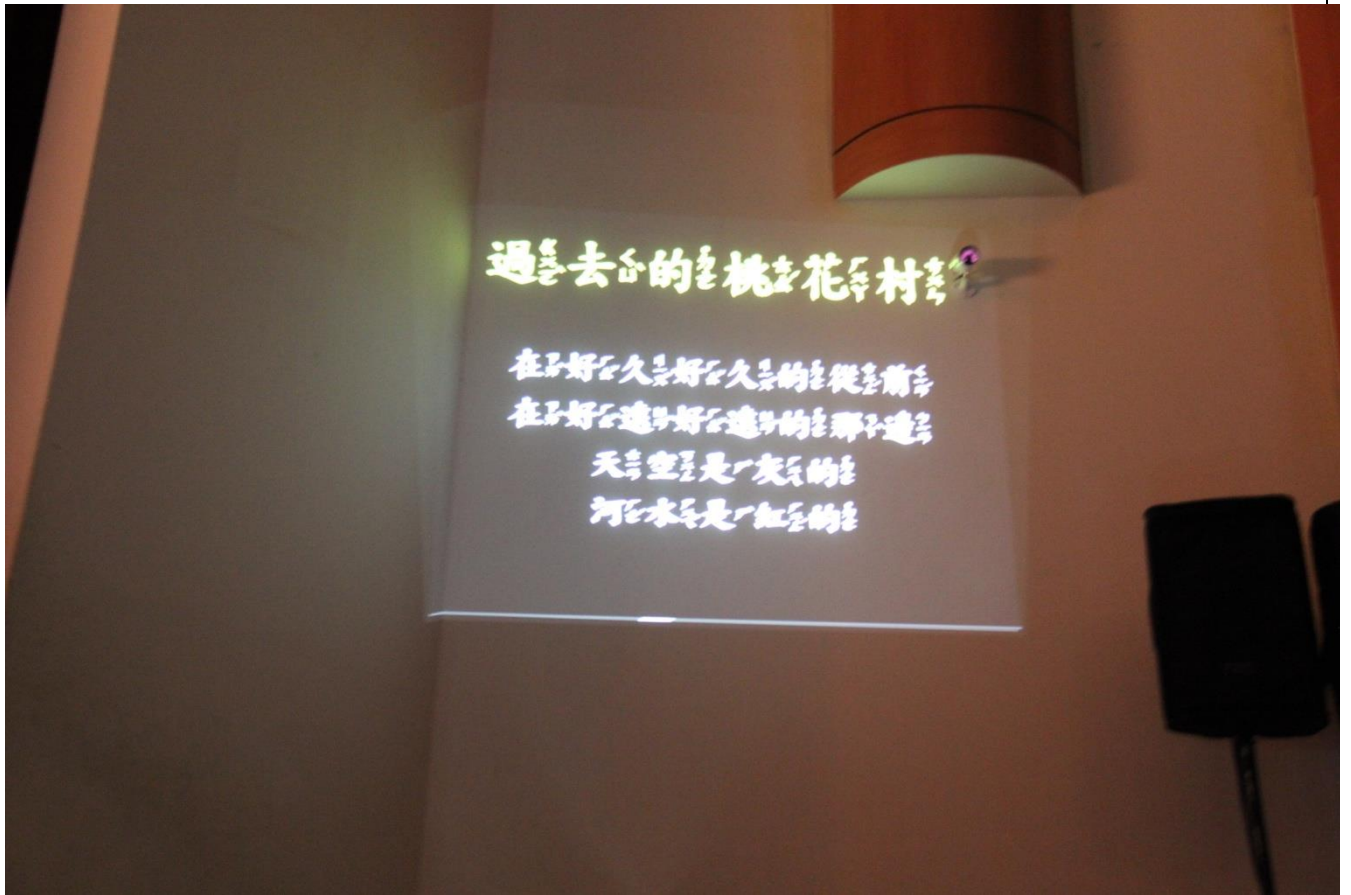 過去的桃花村
在好久好久的從前
在好遠好遠的那邊
天空是灰的
河水是紅的